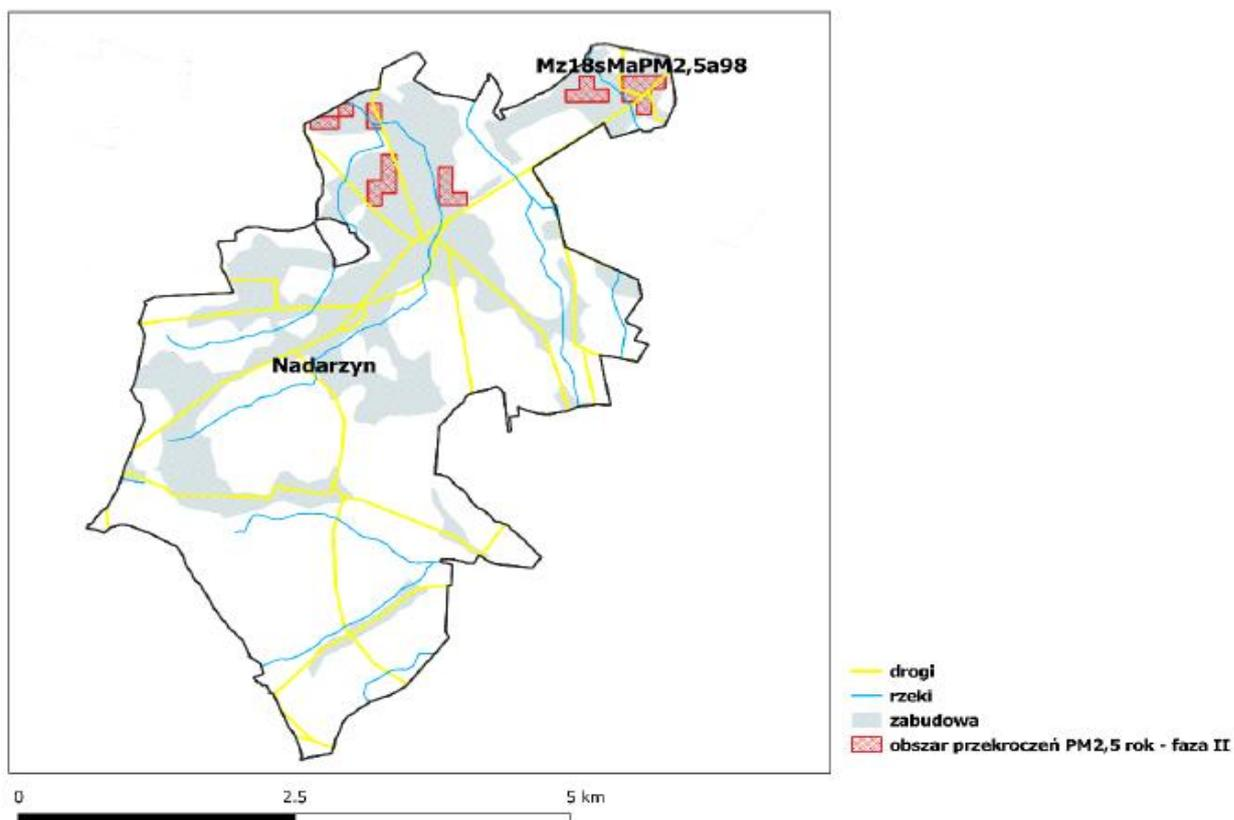 Mz18sMaPM2,5a98
Nadarzyn
drogi
rzeki
zabudowa
obszar przekroczeń PM2,5 rok - faza II
0 2.5 5 km